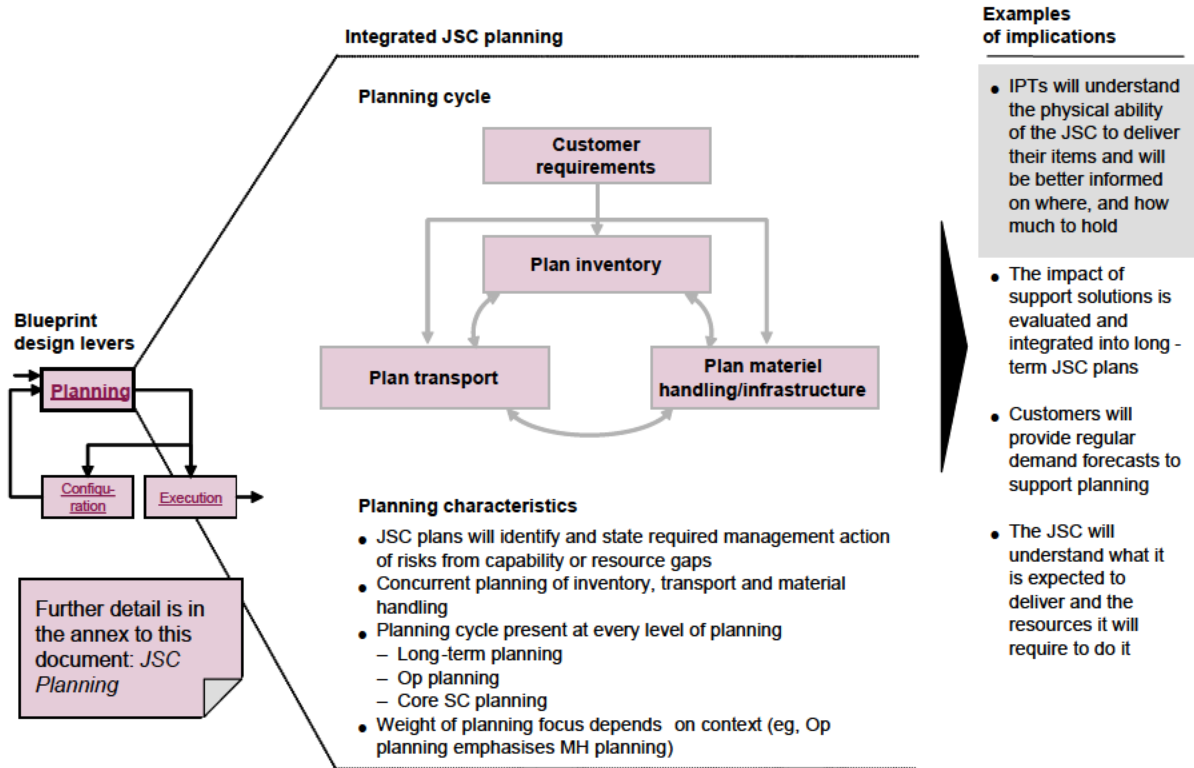 Integrated JSC planning
Planning cycle
Customer
requirements
Plan inventory
Plan transport
Plan materiel
handling/infrastructure
Blueprint
design levers
Planning
Configu-
ration
Execution
Further detail is in
the annex to this
document: JSC
Planning
Planning characteristics
• JSC plans will identify and state required management action
of risks from capability or resource gaps
• Concurrent planning of inventory, transport and material
handling
• Planning cycle present at every level of planning
– Long-term planning
– Op planning
– Core SC planning
• Weight of planning focus depends on context (eg, Op
planning emphasises MH planning)
Examples
of implications
• IPTs will understand
the physical ability
of the JSC to deliver
their items and will
be better informed
on where, and how
much to hold
• The impact of
support solutions is
evaluated and
integrated into long -
term JSC plans
• Customers will
provide regular
demand forecasts to
support planning
• The JSC will
understand what it
is expected to
deliver and the
resources it will
require to do it